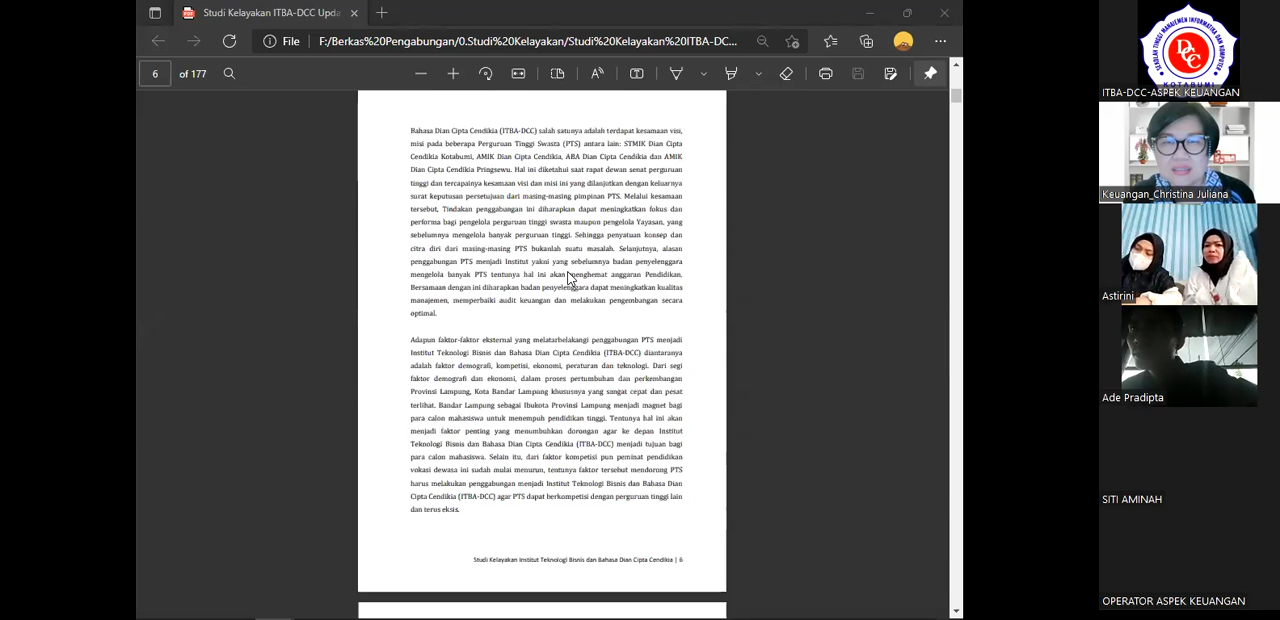 Studi Kelayakan ITBA-DCC Upda
File
F:/Berkas%20Pengabungan/0.Studi%20Kelayakan/Studi%20Kelayakan%20ITBA-DC...
6
of 177
Bahasa Dian Cipta Cendikia (ITBA-DCC) salah satunya adalah terdapat kesamaan visi,
misi pada beberapa Perguruan Tinggi Swasta (PTS) antara lain: STMIK Dian Cipta
Cendikia Kotabumi, AMIK Dian Cipta Cendikia, ABA Dian Cipta Cendikia dan AMIK
Dian Cipta Cendikia Pringsewu. Hal ini diketahui saat rapat dewan senat perguruan
tinggi dan tercapainya kesamaan visi dan misi ini yang dilanjutkan dengan keluarnya
surat keputusan persetujuan dari masing-masing pimpinan PTS. Melalui kesamaan
tersebut, Tindakan penggabungan ini diharapkan dapat meningkatkan fokus dan
performa bagi pengelola perguruan tinggi swasta maupun pengelola Yayasan, yang
sebelumnya mengelola banyak perguruan tinggi. Sehingga penyatuan konsep dan
citra diri dari masing-masing PTS bukanlah suatu masalah. Selanjutnya, alasan
penggabungan PTS menjadi Institut yakni yang sebelumnya badan penyelenggara
mengelola banyak PTS tentunya hal ini akan menghemat anggaran Pendidikan.
Bersamaan dengan ini diharapkan badan penyelenggara dapat meningkatkan kualitas
manajemen, memperbaiki audit keuangan dan melakukan pengembangan secara
optimal.
Adapun faktor-faktor eksternal yang melatarbelakangi penggabungan PTS menjadi
Institut Teknologi Bisnis dan Bahasa Dian Cipta Cendikia (ITBA-DCC) diantaranya
adalah faktor demografi, kompetisi, ekonomi, peraturan dan teknologi. Dari segi
faktor demografi dan ekonomi, dalam proses pertumbuhan dan perkembangan
Provinsi Lampung, Kota Bandar Lampung khususnya yang sangat cepat dan pesat
terlihat. Bandar Lampung sebagai Ibukota Provinsi Lampung menjadi magnet bagi
para calon mahasiswa untuk menempuh pendidikan tinggi. Tentunya hal ini akan
menjadi faktor penting yang menumbuhkan dorongan agar ke depan Institut
Teknologi Bisnis dan Bahasa Dian Cipta Cendikia (ITBA-DCC) menjadi tujuan bagi
para calon mahasiswa. Selain itu, dari faktor kompetisi pun peminat pendidikan
vokasi dewasa ini sudah mulai menurun, tentunya faktor tersebut mendorong PTS
harus melakukan penggabungan menjadi Institut Teknologi Bisnis dan Bahasa Dian
Cipta Cendikia (ITBA-DCC) agar PTS dapat berkompetisi dengan perguruan tinggi lain
dan terus eksis.
Studi Kelayakan Institut Teknologi Bisnis dan Bahasa Dian Cipta Cendikia | 6
SEKOLAH TINGGI MANAJEMEN INFORMATIKA DAN KOMPUTER
DCC
KOTABUMI
ITBA-DCC-ASPEK KEUANGAN
Keuangan_Christina Juliana
Astirini
Ade Pradipta
SITI AMINAH
OPERATOR ASPEK KEUANGAN